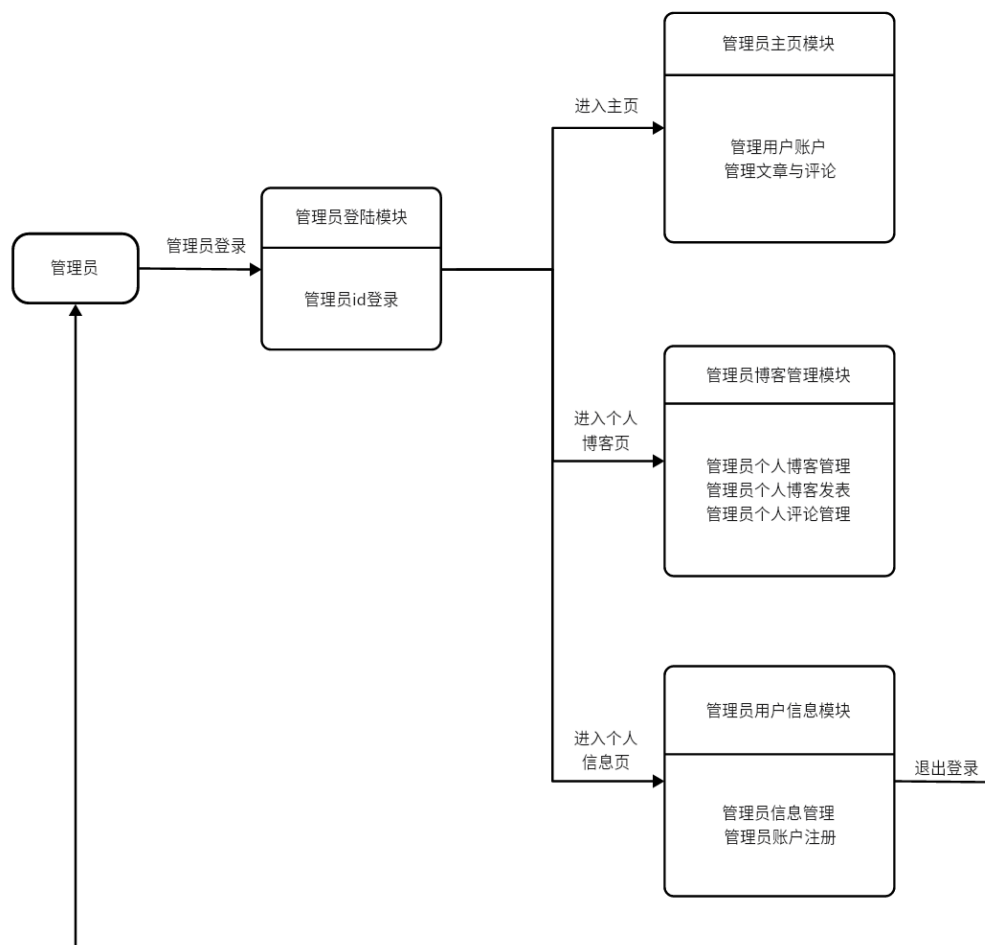 管理员主页模块
进入主页
管理用户账户
管理文章与评论
管理员登陆模块
管理员登录
管理员
管理员id登录
管理员博客管理模块
进入个人
博客页
管理员个人博客管理
管理员个人博客发表
管理员个人评论管理
管理员用户信息模块
进入个人
信息页
退出登录
管理员信息管理
管理员账户注册